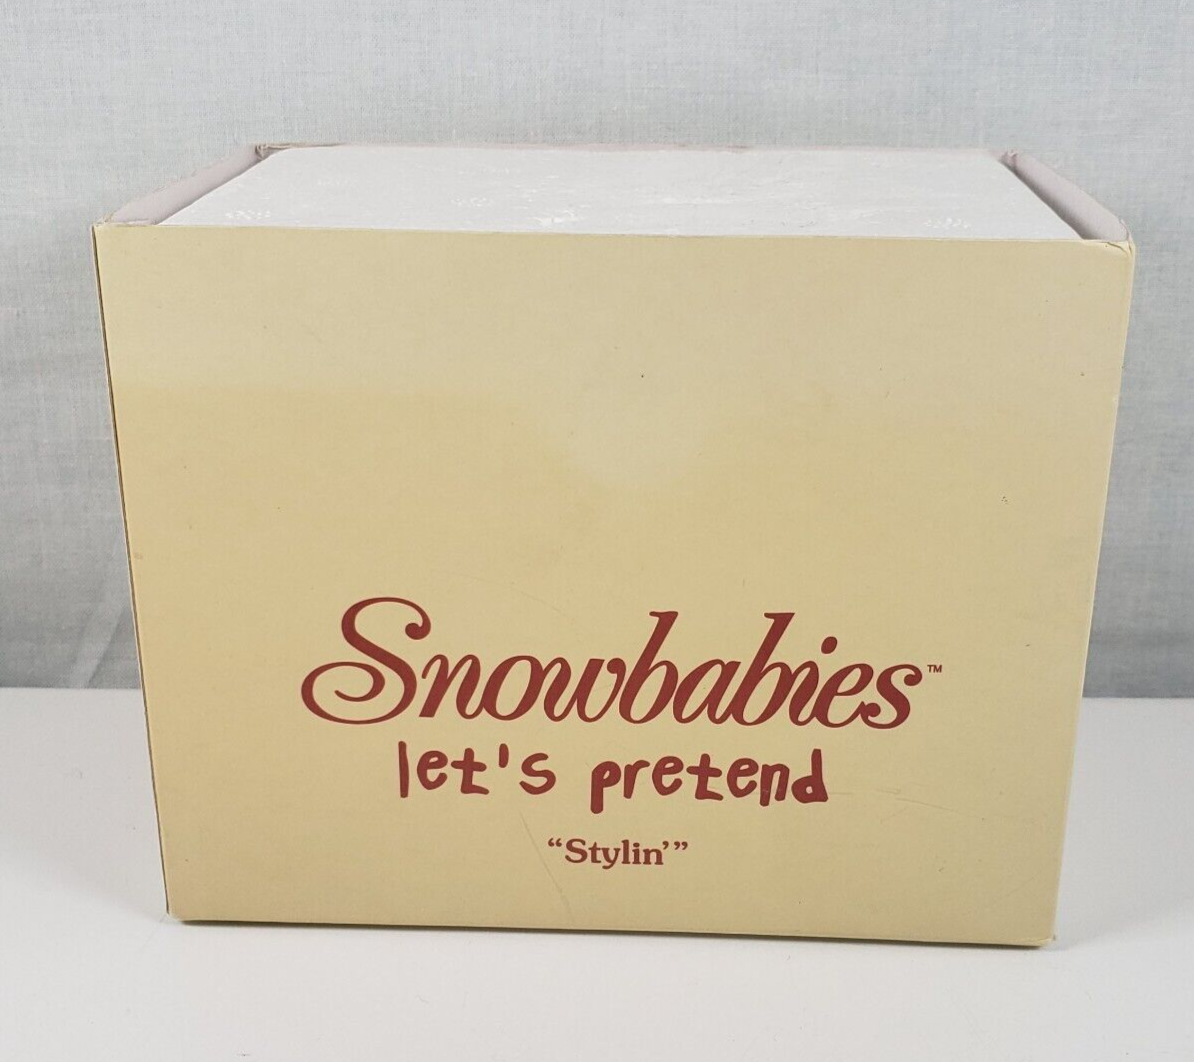 Snowbabies™
let's pretend
“Stylin’”